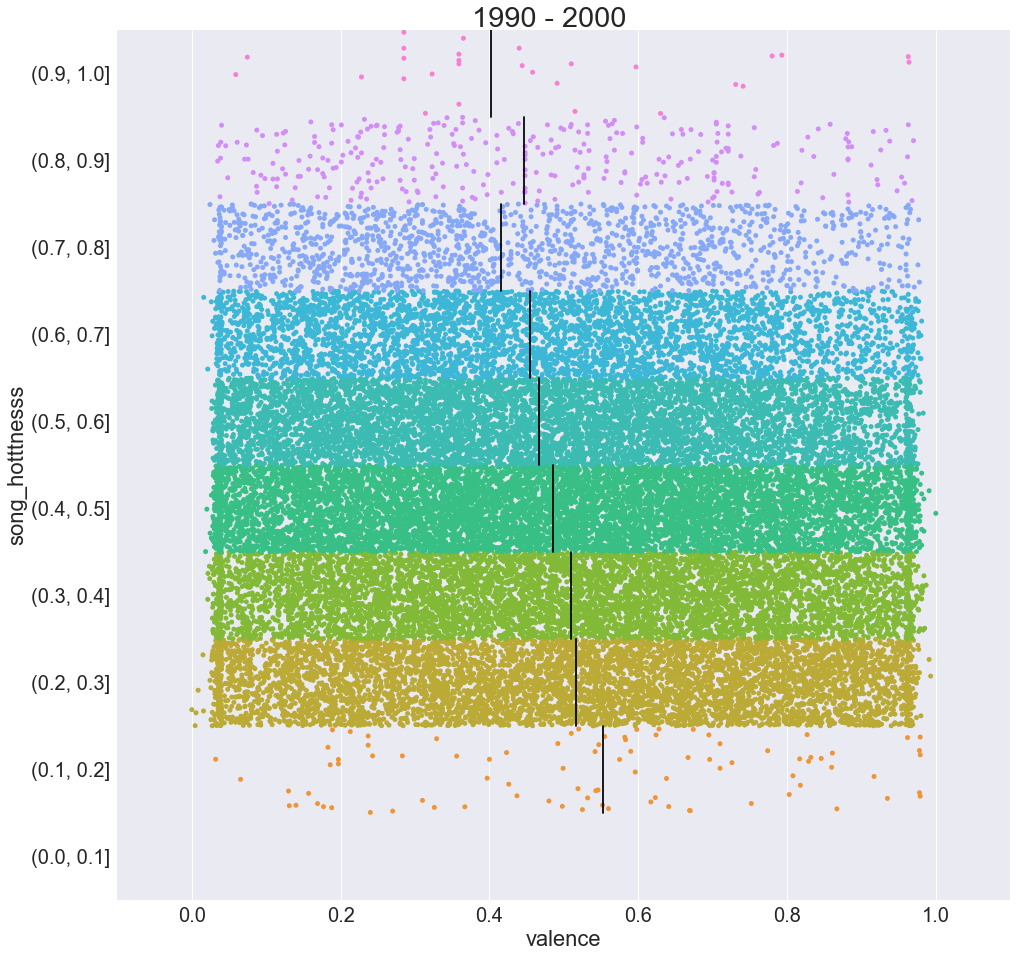 1990 - 2000
song_hotttnesss
(0.9, 1.0]
(0.8, 0.9]
(0.7, 0.8]
(0.6, 0.7]
(0.5, 0.6]
(0.4, 0.5]
(0.3, 0.4]
(0.2, 0.3]
(0.1, 0.2]
(0.0, 0.1]
0.0 0.2 0.4 0.6 0.8 1.0
valence